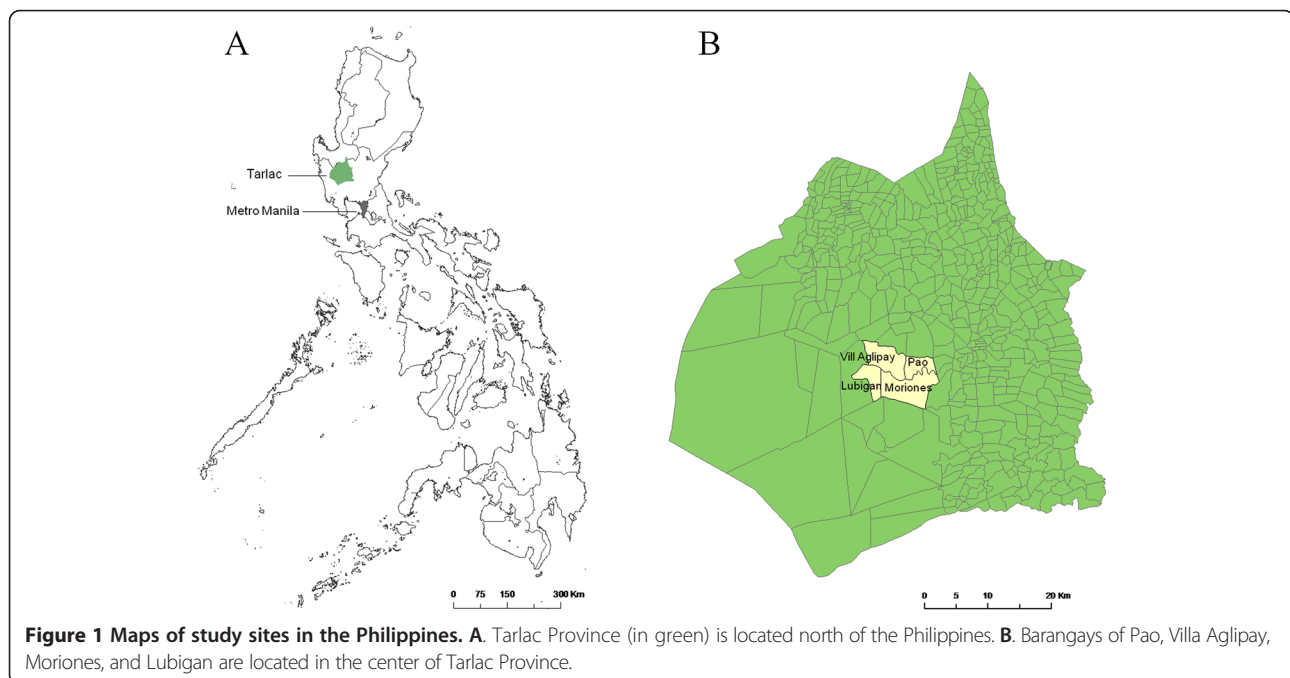 A
B
Tarlac
Metro Manila
Vill Aglipay
Pao
Lubigan
Moriones
0 75 150 300 Km
0 5 10 20 Km
Figure 1 Maps of study sites in the Philippines. A. Tarlac Province (in green) is located north of the Philippines. B. Barangays of Pao, Villa Aglipay,
Moriones, and Lubigan are located in the center of Tarlac Province.